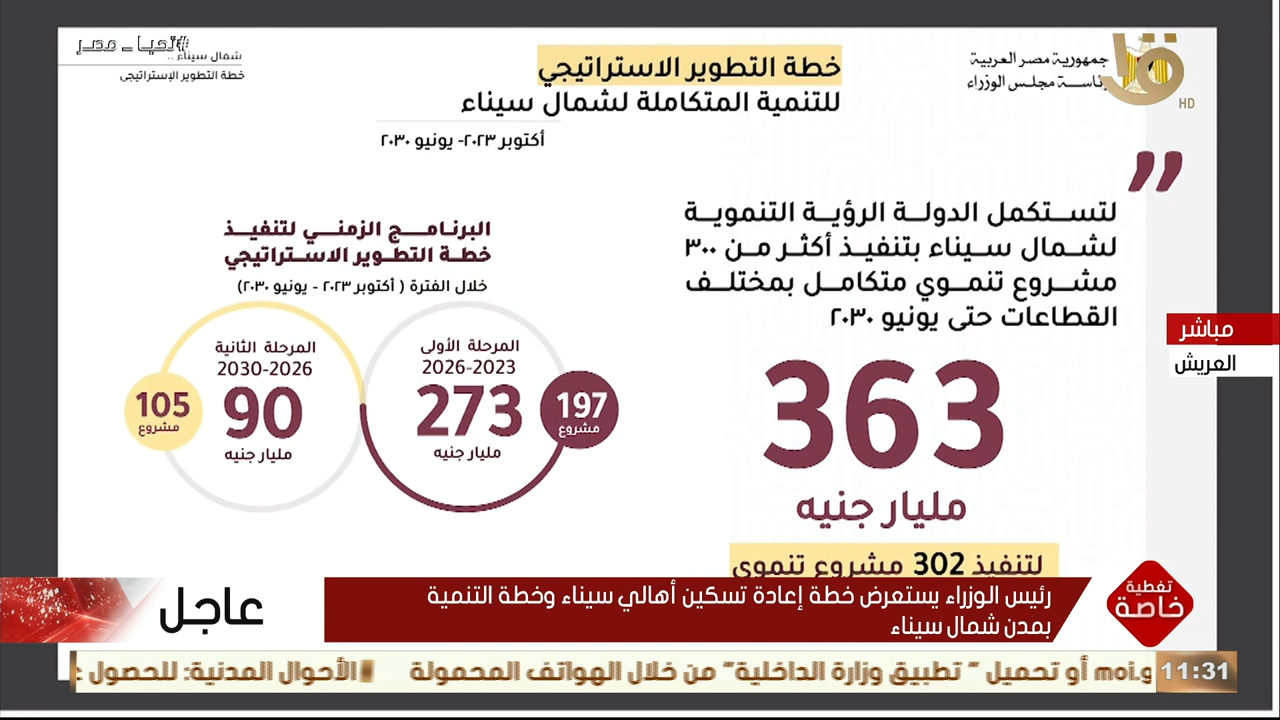 #تحيا_مصر
شمال سيناء ..
خطة التطوير الإستراتيجى
جمهورية مصر العربية
رئاسة مجلس الوزراء
HD
خطة التطوير الاستراتيجي
للتنمية المتكاملة لشمال سيناء
أكتوبر ٢٠٢٣- يونيو ٢٠٣٠
لتستكمل الدولة الرؤية التنموية
لشمال سيناء بتنفيذ أكثر من ٣٠٠
مشروع تنموي متكامل بمختلف
القطاعات حتى يونيو ٢٠٣٠
363
مليار جنيه
لتنفيذ 302 مشروع تنموي
البرنامج الزمني لتنفيذ
خطة التطوير الاستراتيجي
خلال الفترة ( أكتوبر ٢٠٢٣ - يونيو ٢٠٣٠)
المرحلة الأولى
2026-2023
273
مليار جنيه
197
مشروع
المرحلة الثانية
2030-2026
90
مليار جنيه
105
مشروع
مباشر
العريش
تغطية
خاصة
عاجل
رئيس الوزراء يستعرض خطة إعادة تسكين أهالي سيناء وخطة التنمية
بمدن شمال سيناء
11:31
moi.g أو تحميل " تطبيق وزارة الداخلية" من خلال الهواتف المحمولة
الأحوال المدنية: للحصول